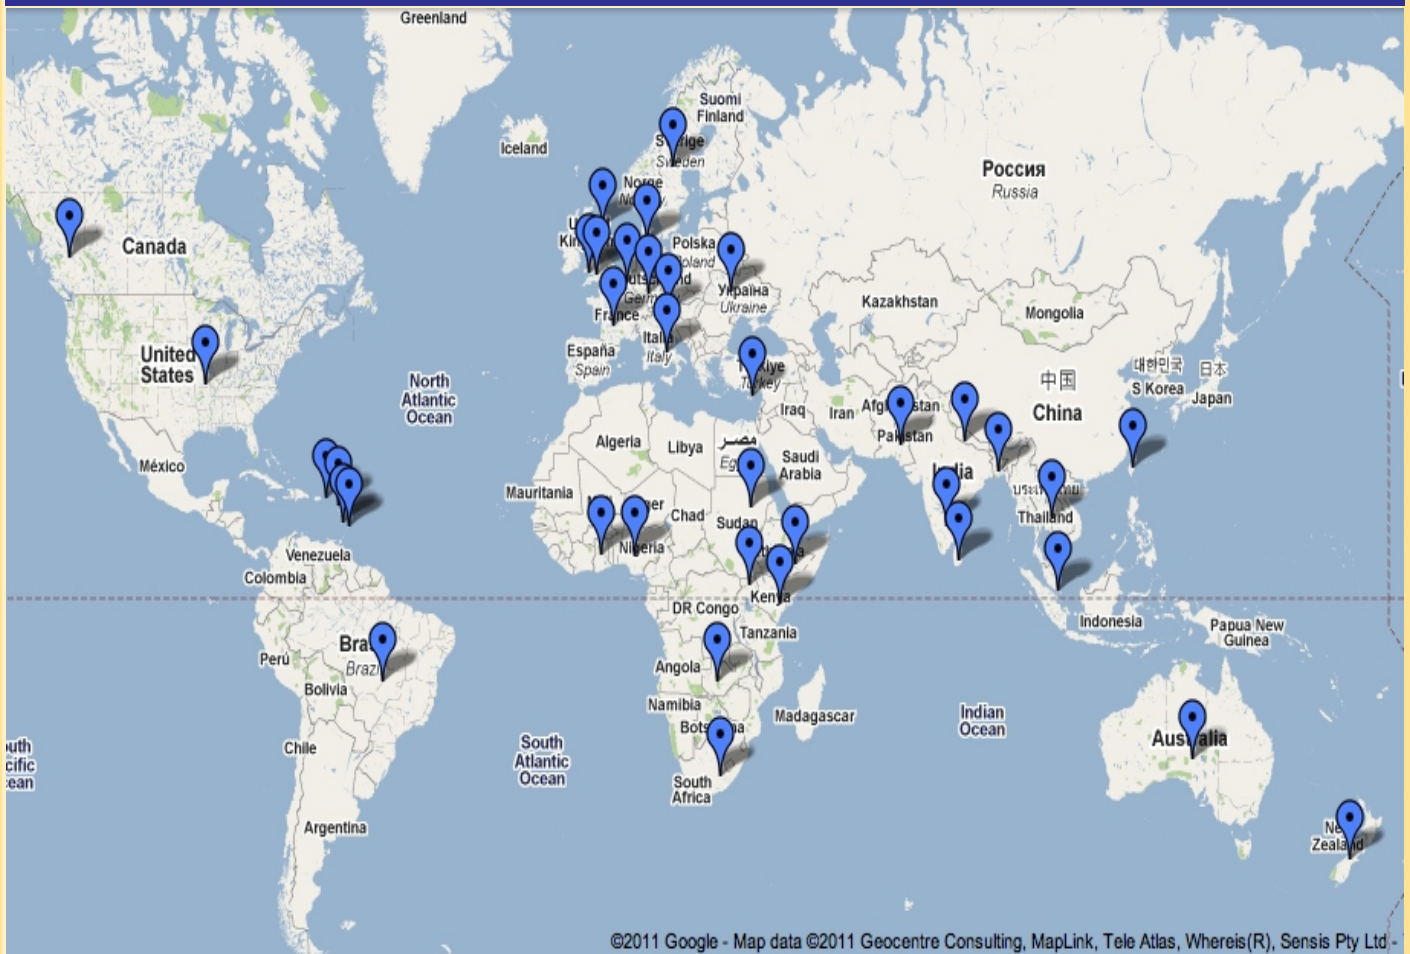 Greenland
Suomi
Finland
Iceland
Sweden
Россия
Russia
Norge
Canada
Polska
Україна
Ukraine
Kazakhstan
Mongolia
France
United
States
Italy
España
Spain
Turkey
대한민국
S Korea
日本
Japan
中国
China
North
Atlantic
Ocean
Iraq
Iran
Pakistan
Algeria
Libya
مصر
Saudi
Arabia
México
Mauritania
Chad
Sudan
Nigeria
Thailand
Venezuela
Colombia
Kenya
DR Congo
Indonesia
Papua New
Guinea
Tanzania
Perú
Angola
Bolivia
Namibia
Madagascar
Indian
Ocean
Chile
South
Atlantic
Ocean
South
Africa
Argentina
©2011 Google - Map data ©2011 Geocentre Consulting, MapLink, Tele Atlas, Whereis(R), Sensis Pty Ltd -